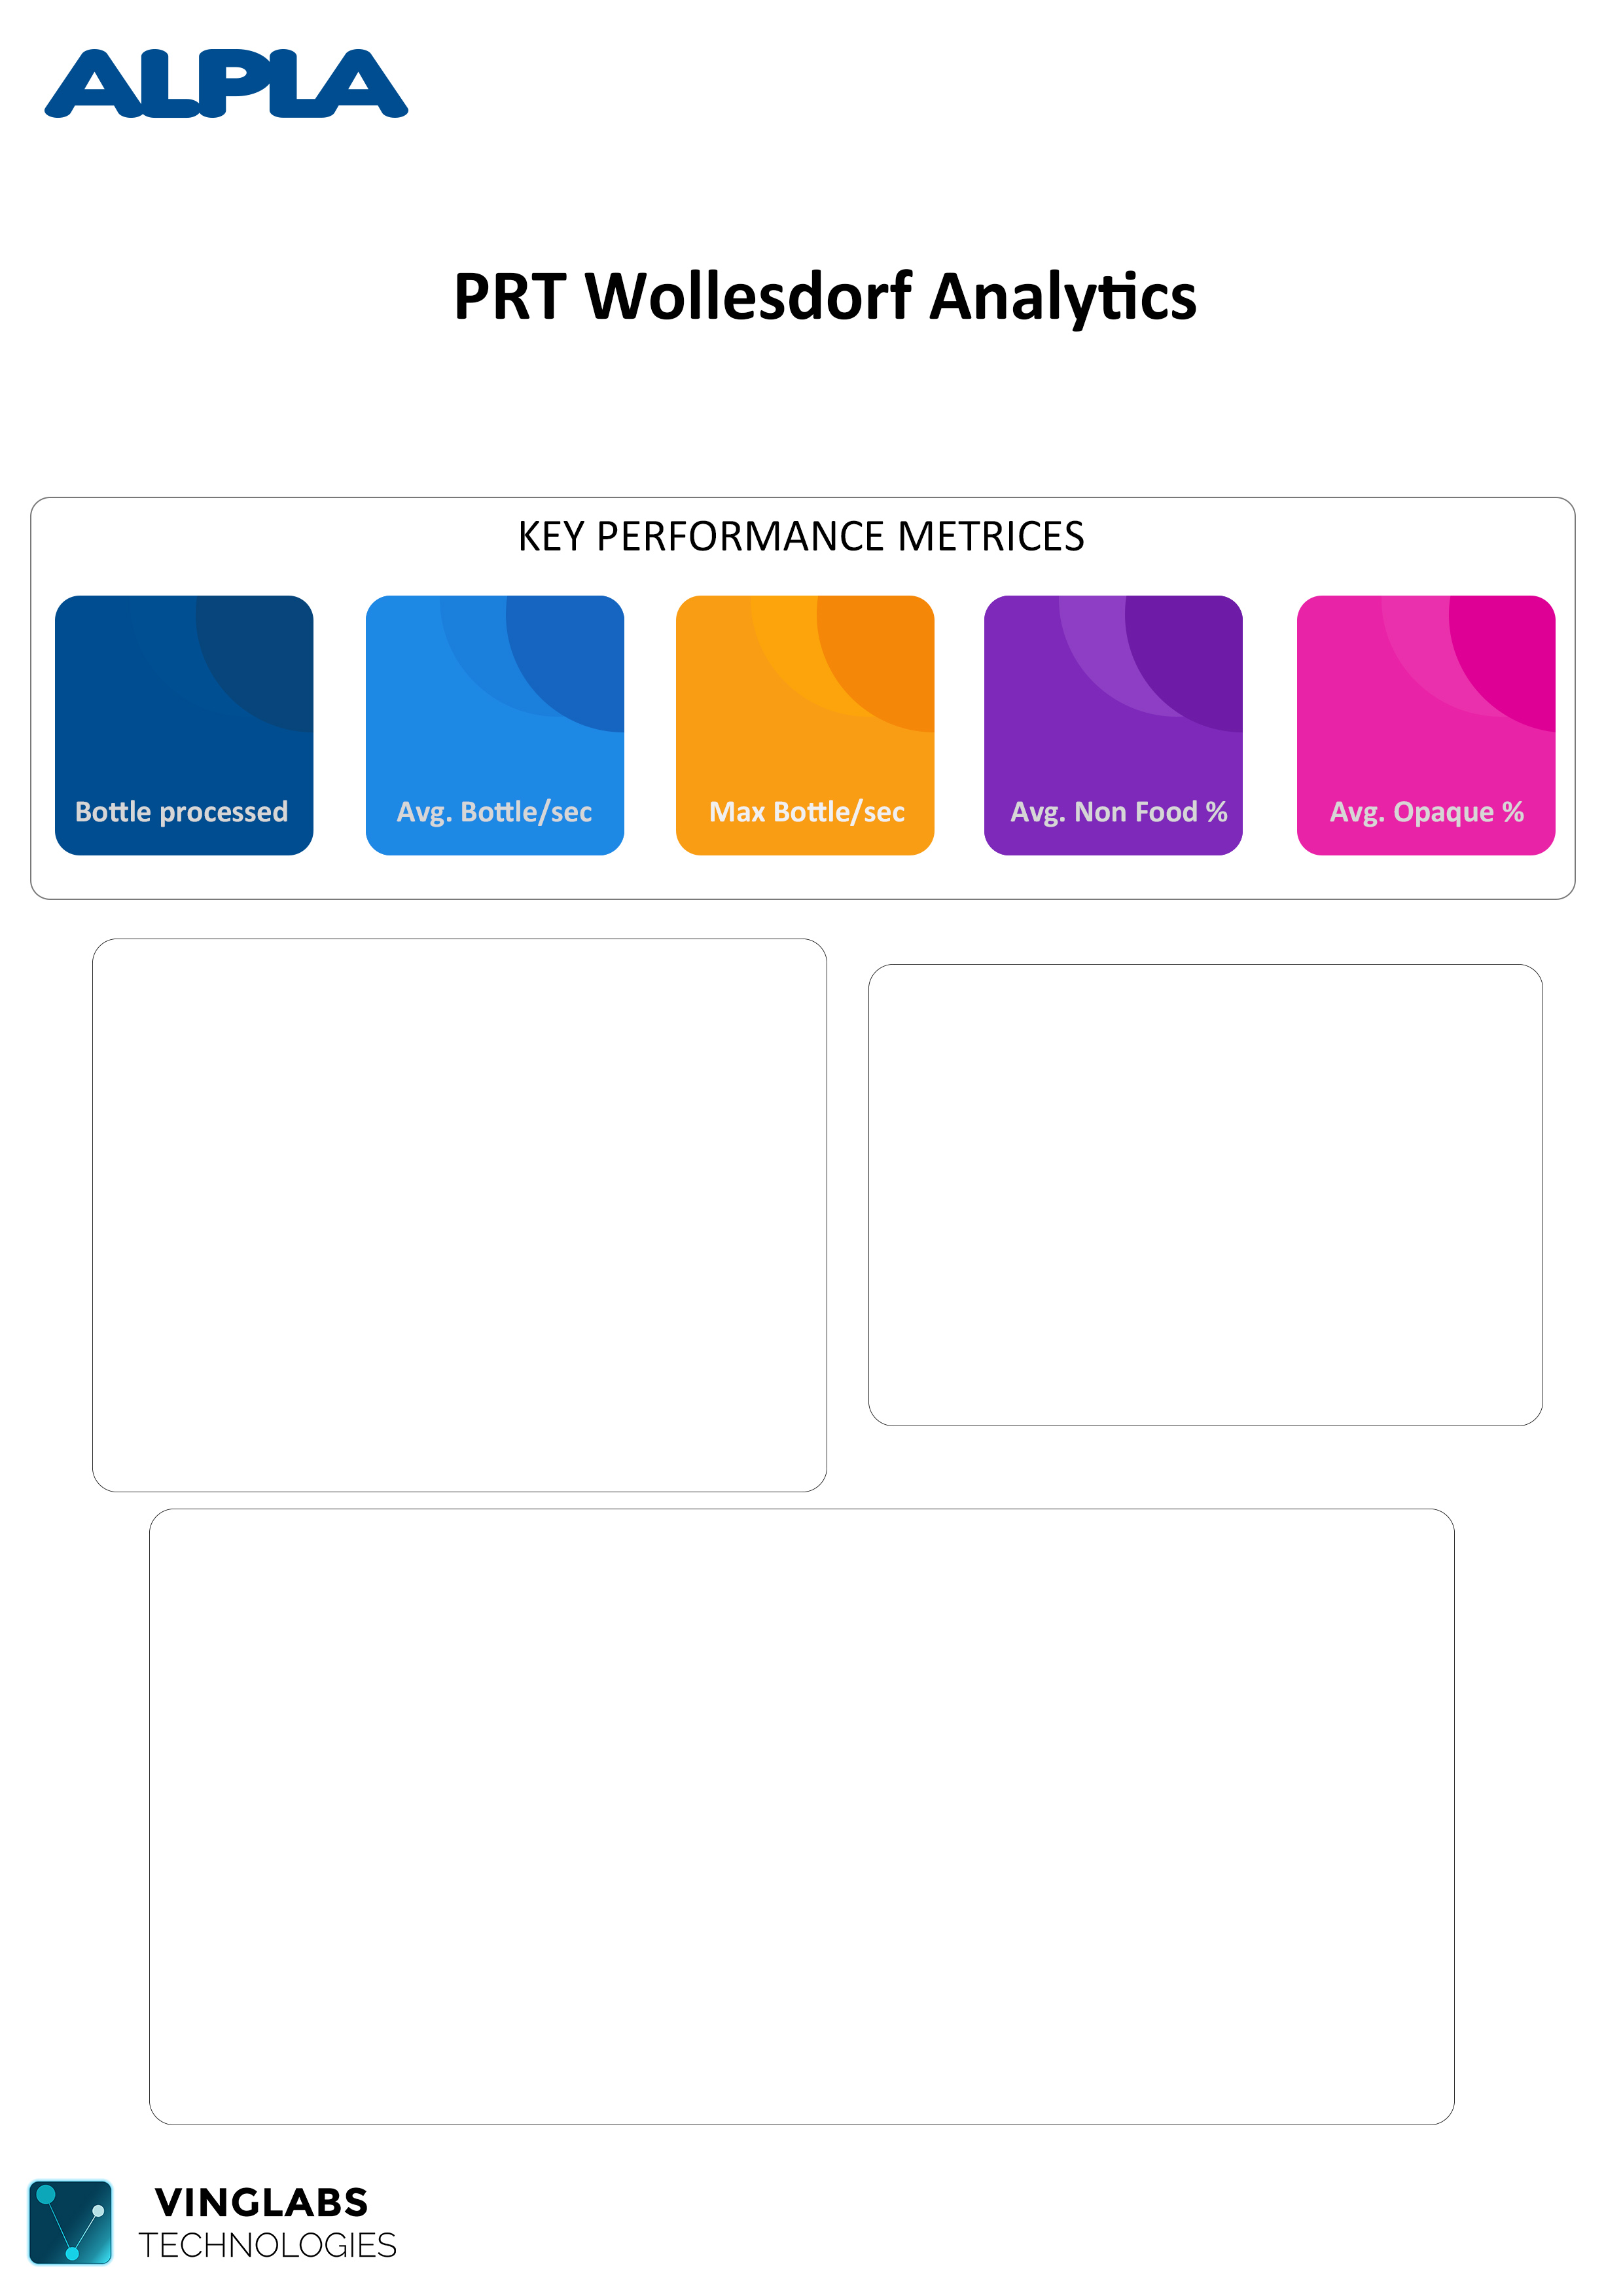 ALPLA
PRT Wollesdorf Analytics
KEY PERFORMANCE METRICES
Bottle processed
Avg. Bottle/sec
Max Bottle/sec
Avg. Non Food %
Avg. Opaque %
VINGLABS
TECHNOLOGIES